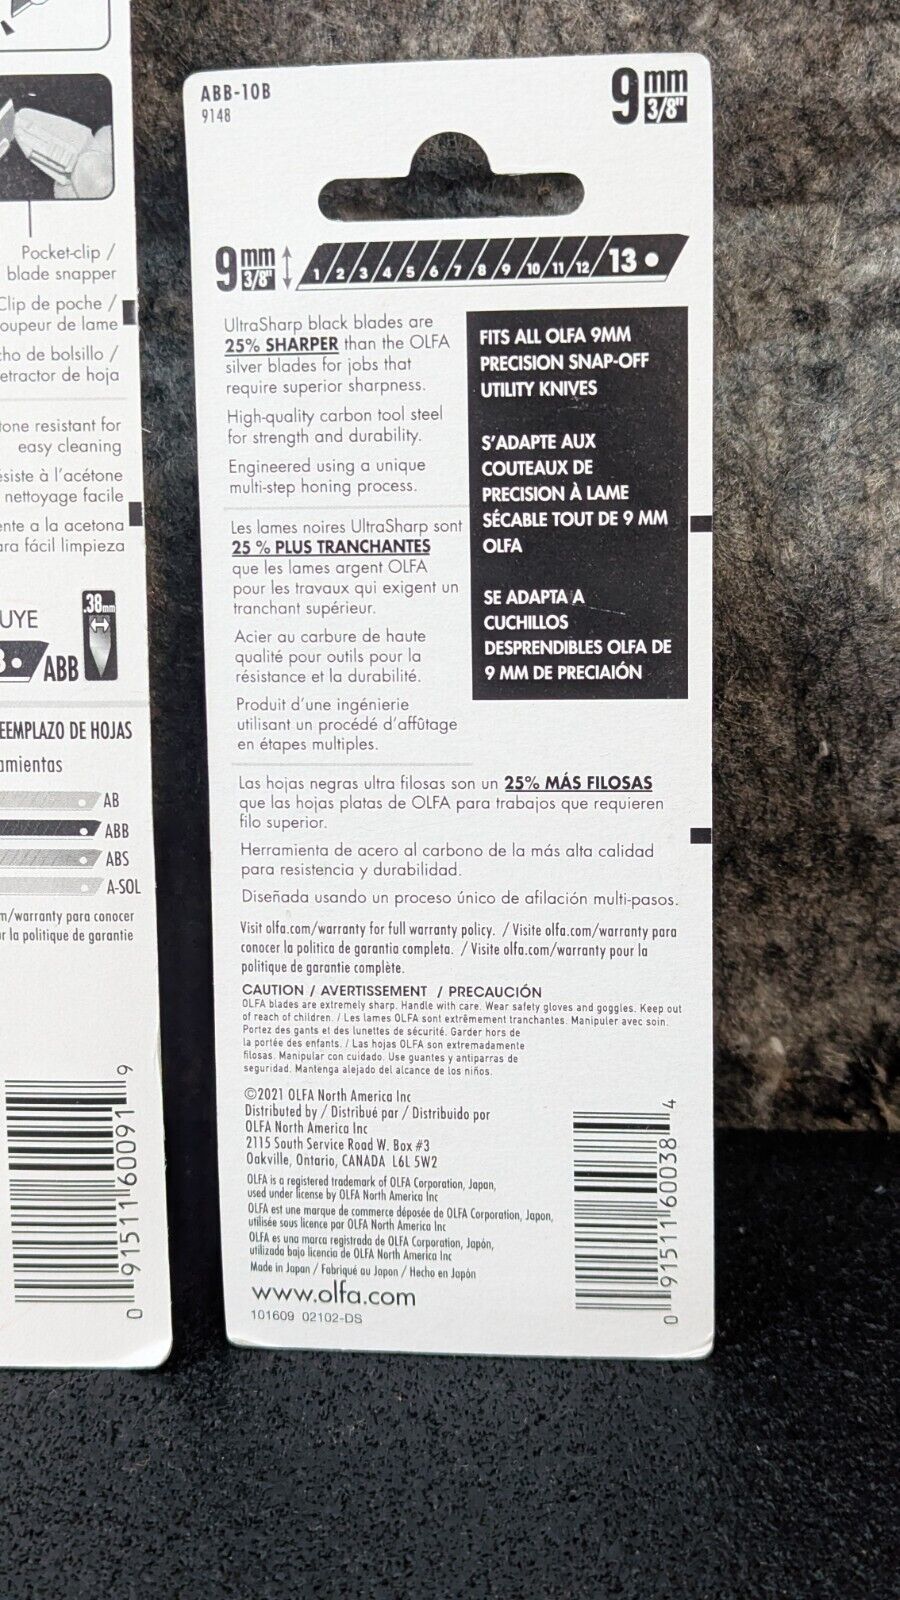 Pocket-clip /
blade snapper
Clip de poche /
oupeur de lame
cho de bolsillo /
etractor de hoja
tone resistant for
easy cleaning
ésiste à l'acétone
nettoyage facile
ente a la acetona
ara fácil limpieza
UYE
.38mm
ABB
EEMPLAZO DE HOJAS
amientas
AB
ABB
ABS
A-SOL
m/warranty para conocer
r la politique de garantie
0 91511 60091 9
ABB-10B
9148
9mm
3/8"
9mm
3/8"
1 2 3 4 5 6 7 8 9 10 11 12 13
UltraSharp black blades are
25% SHARPER than the OLFA
silver blades for jobs that
require superior sharpness.
High-quality carbon tool steel
for strength and durability.
Engineered using a unique
multi-step honing process.
Les lames noires UltraSharp sont
25 % PLUS TRANCHANTES
que les lames argent OLFA
pour les travaux qui exigent un
tranchant supérieur.
Acier au carbure de haute
qualité pour outils pour la
résistance et la durabilité.
Produit d'une ingénierie
utilisant un procédé d'affûtage
en étapes multiples.
FITS ALL OLFA 9MM
PRECISION SNAP-OFF
UTILITY KNIVES
S'ADAPTE AUX
COUTEAUX DE
PRECISION À LAME
SÉCABLE TOUT DE 9 MM
OLFA
SE ADAPTA A
CUCHILLOS
DESPRENDIBLES OLFA DE
9 MM DE PRECIAIÓN
Las hojas negras ultra filosas son un 25% MÁS FILOSAS
que las hojas platas de OLFA para trabajos que requieren
filo superior.
Herramienta de acero al carbono de la más alta calidad
para resistencia y durabilidad.
Diseñada usando un proceso único de afilación multi-pasos.
Visit olfa.com/warranty for full warranty policy. / Visite olfa.com/warranty para
conocer la politica de garantia completa. / Visite olfa.com/warranty pour la
politique de garantie complète.
CAUTION / AVERTISSEMENT / PRECAUCIÓN
OLFA blades are extremely sharp. Handle with care. Wear safety gloves and goggles. Keep out
of reach of children. / Les lames OLFA sont extrêmement tranchantes. Manipuler avec soin.
Portez des gants et des lunettes de sécurité. Garder hors de
la portée des enfants. / Las hojas OLFA son extremadamente
filosas. Manipular con cuidado. Use guantes y antiparras de
seguridad. Mantenga alejado del alcance de los niños.
©2021 OLFA North America Inc
Distributed by / Distribué par / Distribuido por
OLFA North America Inc
2115 South Service Road W. Box #3
Oakville, Ontario, CANADA L6L 5W2
OLFA is a registered trademark of OLFA Corporation, Japan,
used under license by OLFA North America Inc
OLFA est une marque de commerce déposée de OLFA Corporation, Japon,
utilisée sous licence par OLFA North America Inc
OLFA es una marca registrada de OLFA Corporation, Japón,
utilizada bajo licencia de OLFA North America Inc
Made in Japan / Fabriqué au Japon / Hecho en Japón
www.olfa.com
101609 02102-DS
0 91511 60038 4